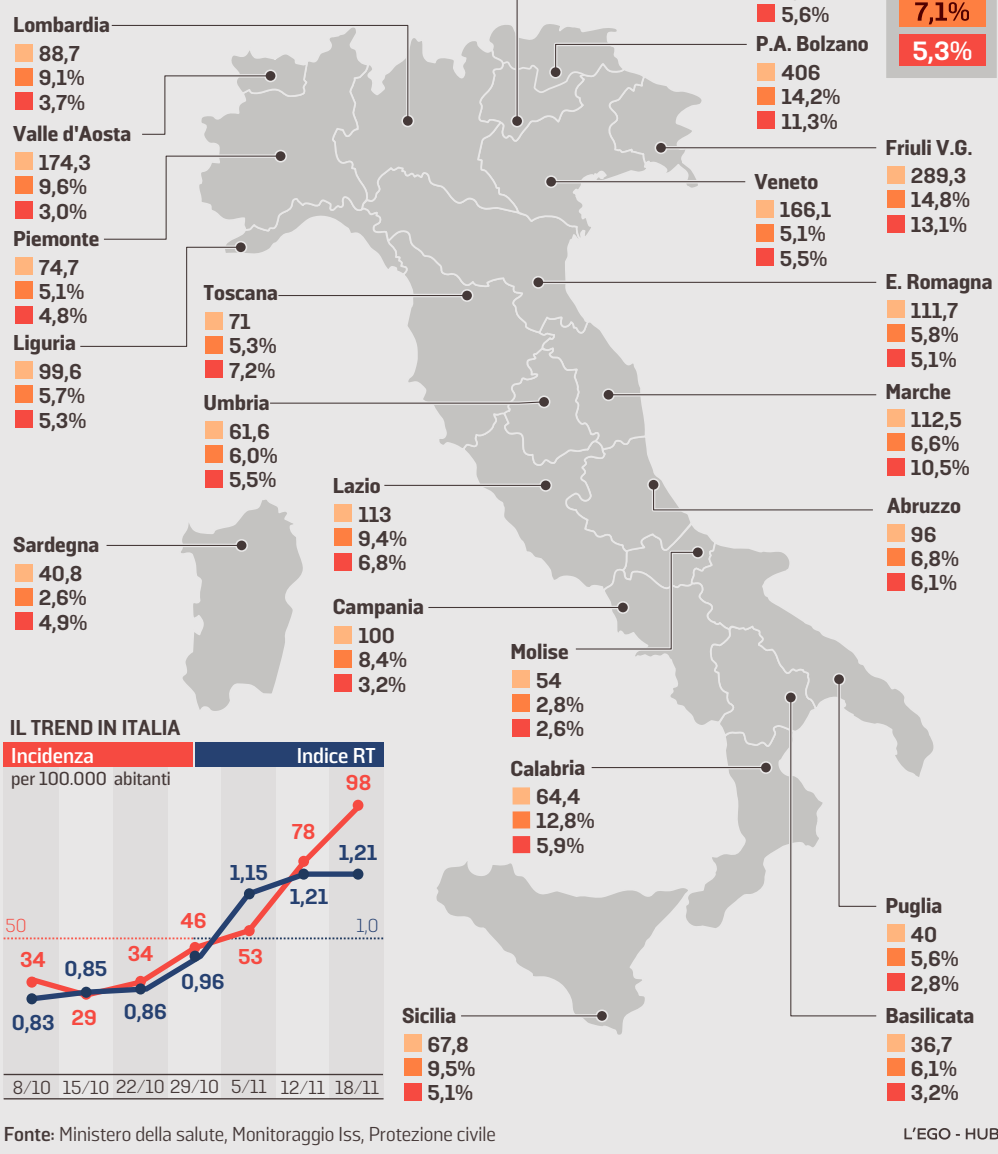 5,6%
7,1%
5,3%
Lombardia
88,7
9,1%
3,7%
Valle d'Aosta
174,3
9,6%
3,0%
Piemonte
74,7
5,1%
4,8%
Liguria
99,6
5,7%
5,3%
P.A. Bolzano
406
14,2%
11,3%
Friuli V.G.
289,3
14,8%
13,1%
Veneto
166,1
5,1%
5,5%
E. Romagna
111,7
5,8%
5,1%
Toscana
71
5,3%
7,2%
Umbria
61,6
6,0%
5,5%
Marche
112,5
6,6%
10,5%
Lazio
113
9,4%
6,8%
Abruzzo
96
6,8%
6,1%
Sardegna
40,8
2,6%
4,9%
Campania
100
8,4%
3,2%
Molise
54
2,8%
2,6%
Calabria
64,4
12,8%
5,9%
Puglia
40
5,6%
2,8%
Basilicata
36,7
6,1%
3,2%
Sicilia
67,8
9,5%
5,1%
IL TREND IN ITALIA
Incidenza Indice RT
per 100.000 abitanti
98
78
1,21
1,15
1,21
50 46 1,0
34 0,85 34 53
0,96
0,83 29 0,86
8/10 15/10 22/10 29/10 5/11 12/11 18/11
Fonte: Ministero della salute, Monitoraggio Iss, Protezione civile
L'EGO - HUB